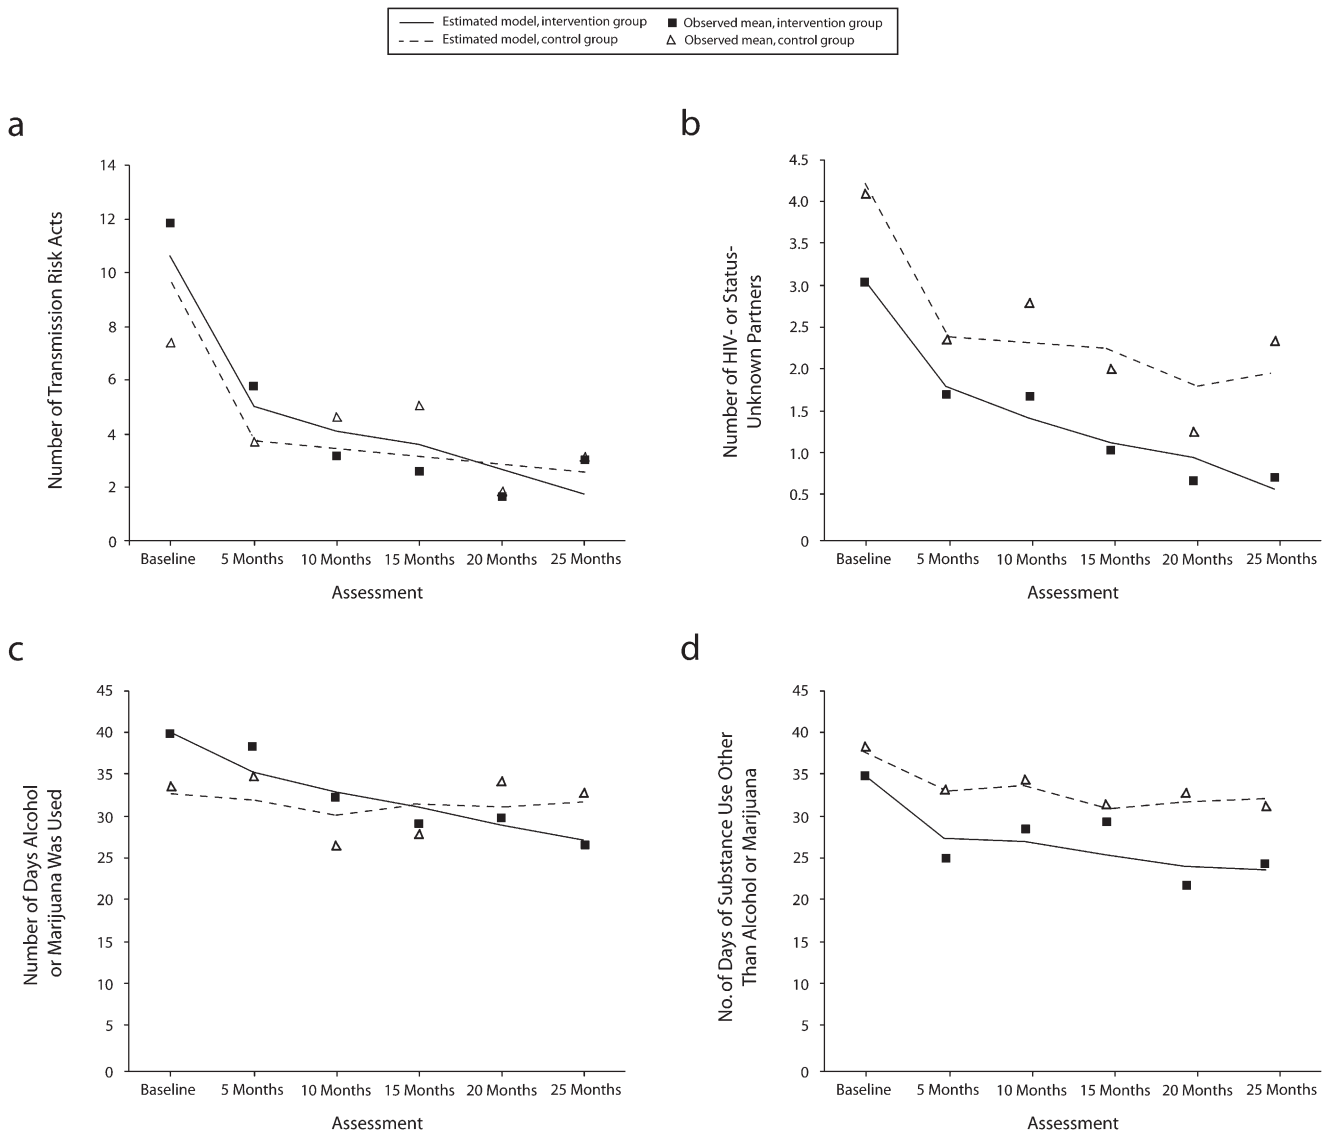 Estimated model, intervention group
Observed mean, intervention group
Estimated model, control group
Observed mean, control group
a
Number of Transmission Risk Acts
14
12
10
8
6
4
2
0
Baseline 5 Months 10 Months 15 Months 20 Months 25 Months
Assessment
b
Number of HIV- or Status-
Unknown Partners
4.5
4.0
3.5
3.0
2.5
2.0
1.5
1.0
0.5
0
Baseline 5 Months 10 Months 15 Months 20 Months 25 Months
Assessment
c
Number of Days Alcohol
or Marijuana Was Used
45
40
35
30
25
20
15
10
5
0
Baseline 5 Months 10 Months 15 Months 20 Months 25 Months
Assessment
d
No. of Days of Substance Use Other
Than Alcohol or Marijuana
45
40
35
30
25
20
15
10
5
0
Baseline 5 Months 10 Months 15 Months 20 Months 25 Months
Assessment